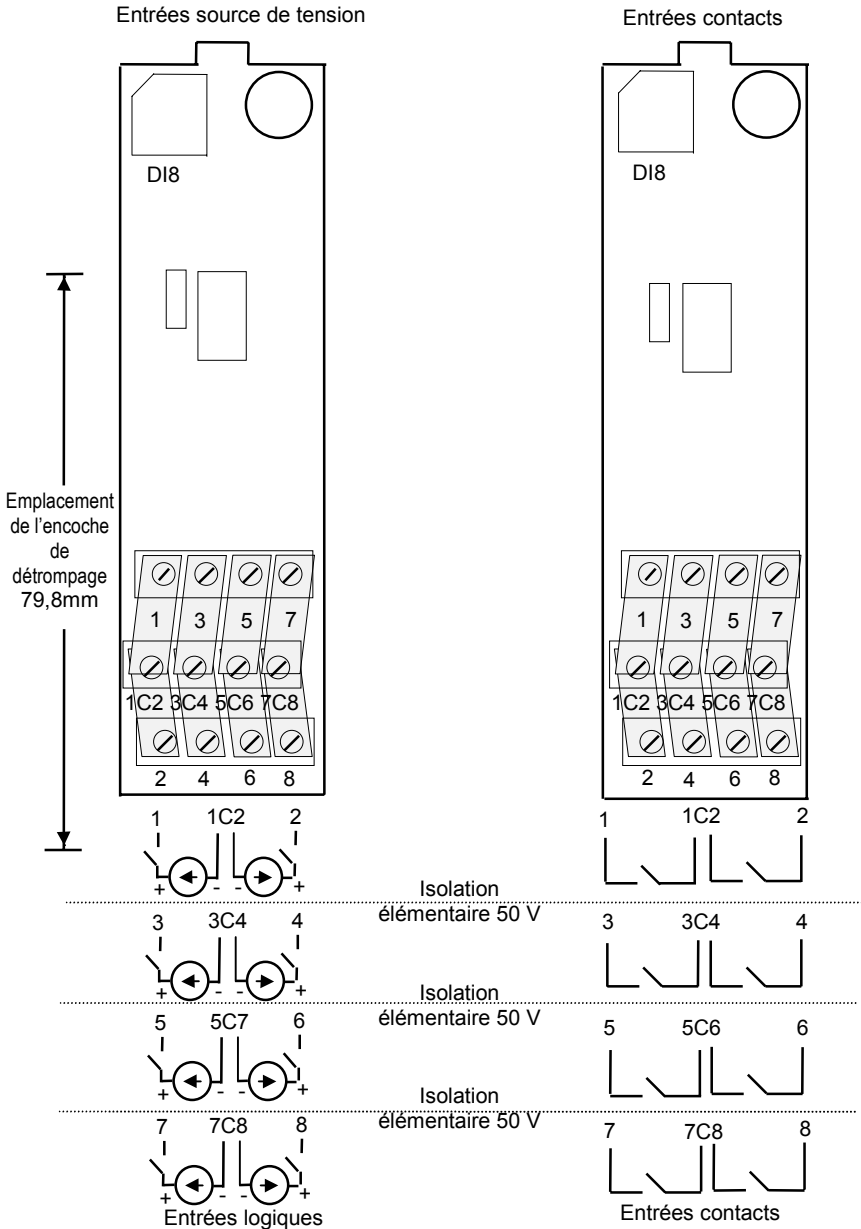 Entrées source de tension
Entrées contacts
DI8
DI8
Emplacement
de l'encoche
de
détrompage
79,8mm
1 3 5 7
1 3 5 7
1C2 3C4 5C6 7C8
1C2 3C4 5C6 7C8
2 4 6 8
2 4 6 8
1 1C2 2
1 1C2 2
+ - - +
Isolation
élémentaire 50 V
3 3C4 4
3 3C4 4
+ - - +
Isolation
élémentaire 50 V
5 5C7 6
5 5C6 6
+ - - +
Isolation
élémentaire 50 V
7 7C8 8
7 7C8 8
+ - - +
Entrées logiques
Entrées contacts